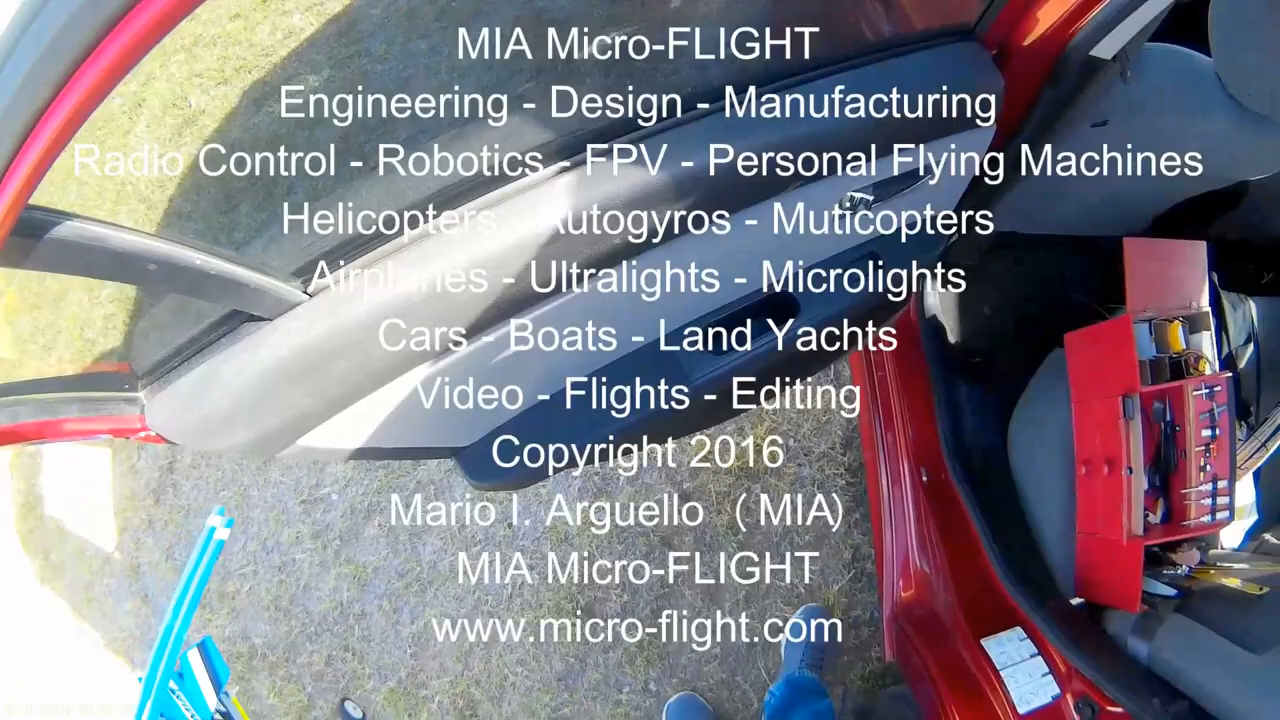 MIA Micro-FLIGHT
Engineering - Design - Manufacturing
Radio Control - Robotics - FPV - Personal Flying Machines
Helicopters - Autogyros - Muticopters
Airplanes - Ultralights - Microlights
Cars - Boats - Land Yachts
Video - Flights - Editing
Copyright 2016
Mario I. Arguello ( MIA)
MIA Micro-FLIGHT
www.micro-flight.com